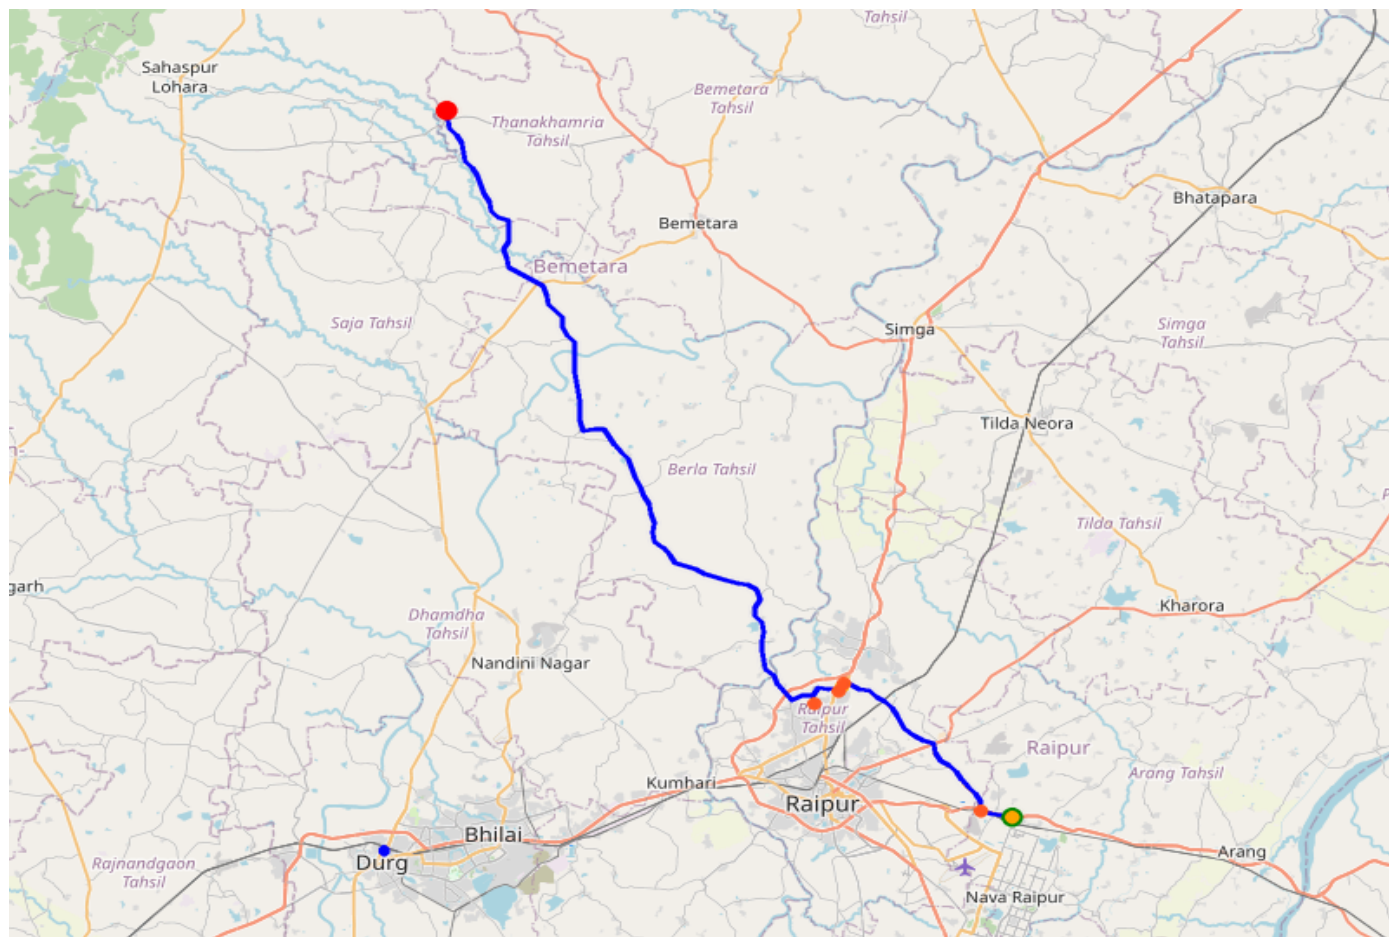 Tahsil
Sahaspur
Lohara
Bemetara
Tahsil
Thanakhamria
Tahsil
Bhatapara
Bemetara
Bemetara
Saja Tahsil
Simga
Simga
Tahsil
Tilda Neora
Berla Tahsil
Tilda Tahsil
garh
Kharora
Dhamdha
Tahsil
Nandini Nagar
Raipur
Tahsil
Raipur
Arang Tahsil
Kumhari
Raipur
Bhilai
Durg
Arang
Rajnandgaon
Tahsil
Nava Raipur